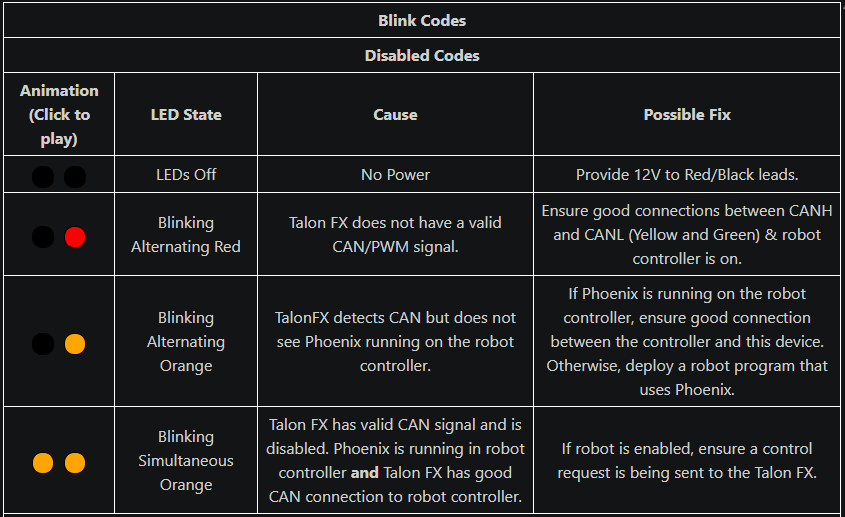 Blink Codes
Disabled Codes
Animation
(Click to
play)
LED State
Cause
Possible Fix
LEDs Off
No Power
Provide 12V to Red/Black leads.
Blinking
Alternating Red
Talon FX does not have a valid
CAN/PWM signal.
Ensure good connections between CANH
and CANL (Yellow and Green) & robot
controller is on.
Blinking
Alternating
Orange
TalonFX detects CAN but does not
see Phoenix running on the robot
controller.
If Phoenix is running on the robot
controller, ensure good connection
between the controller and this device.
Otherwise, deploy a robot program that
uses Phoenix.
Blinking
Simultaneous
Orange
Talon FX has valid CAN signal and is
disabled. Phoenix is running in robot
controller and Talon FX has good
CAN connection to robot controller.
If robot is enabled, ensure a control
request is being sent to the Talon FX.